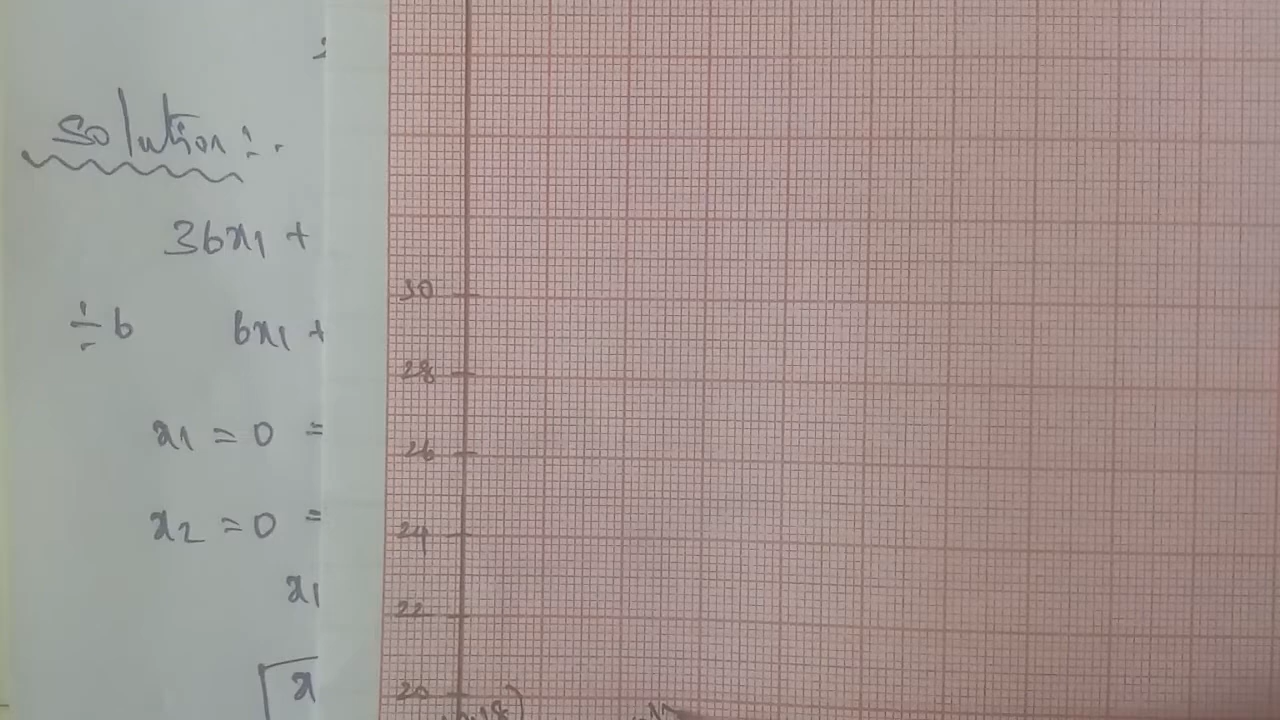 Solution :-
36x1 +
÷6 6x1 +
x1 = 0 =
x2 = 0 =
x1
x
30
28
26
24
22
20